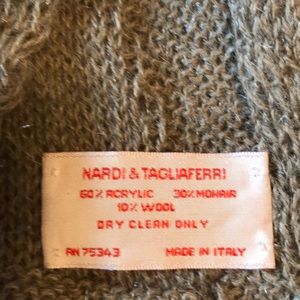 NARDI & TAGLIAFERRI
60% ACRYLIC 30% MOHAIR
10% WOOL
DRY CLEAN ONLY
RN 75343 MADE IN ITALY